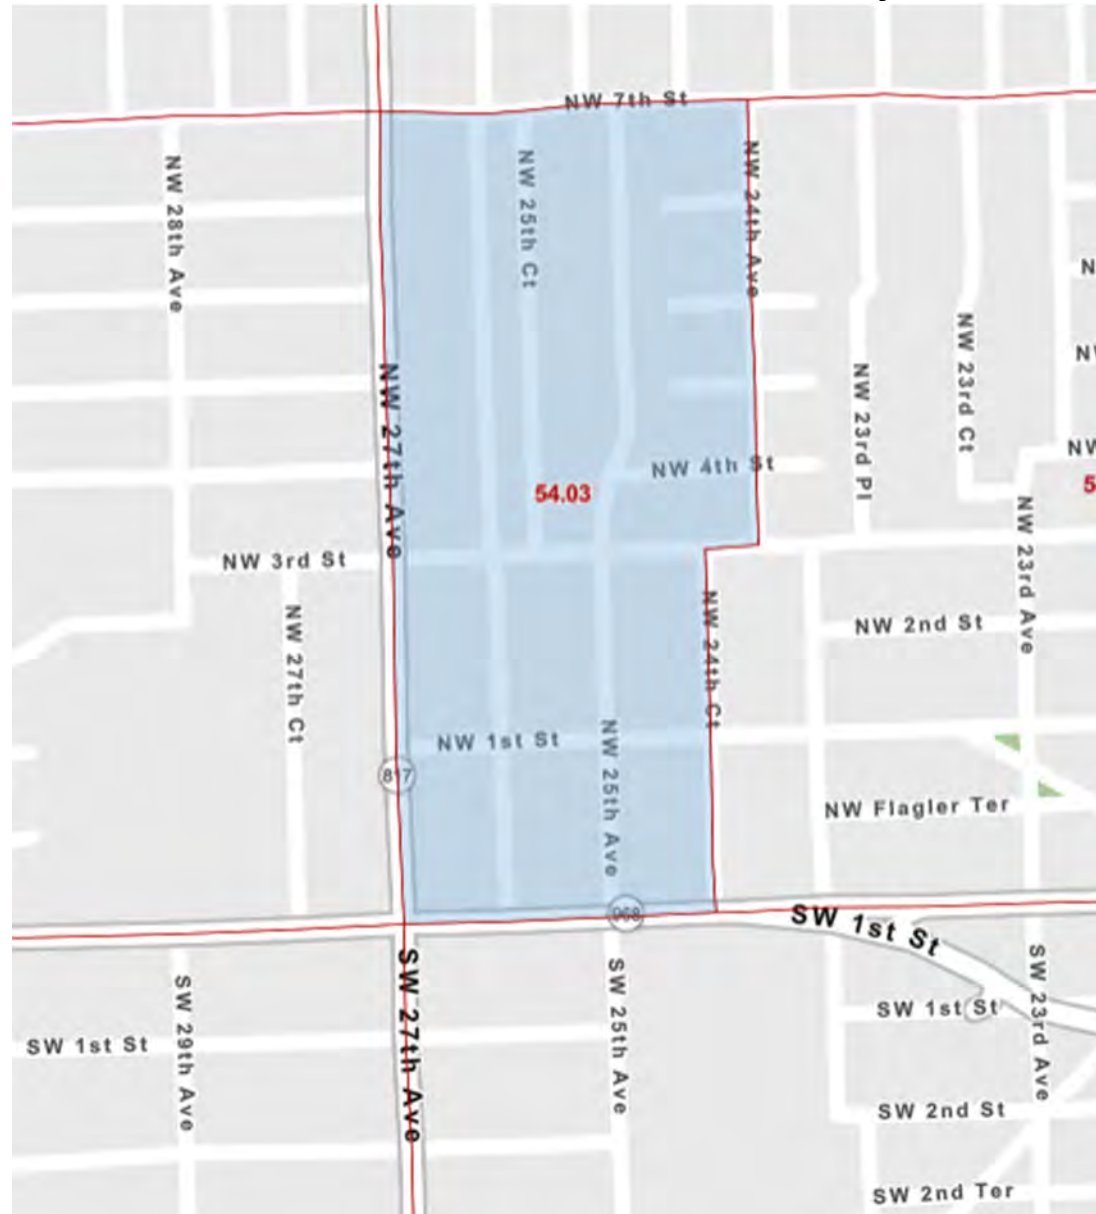 NW 7th St
NW 24th Ave
NW 28th Ave
NW 25th Ct
NW 23rd Ct
NW 23rd Pl
NW 27th Ave
NW 4th St
54.03
5
NW 23rd Ave
NW 3rd St
NW 27th Ct
NW 24th Ct
NW 2nd St
NW 1st St
NW 25th Ave
817
NW Flagler Ter
968
SW 1st St
SW 27th Ave
SW 25th Ave
SW 23rd Ave
SW 29th Ave
SW 1st St
SW 1st St
SW 2nd St
SW 2nd Ter